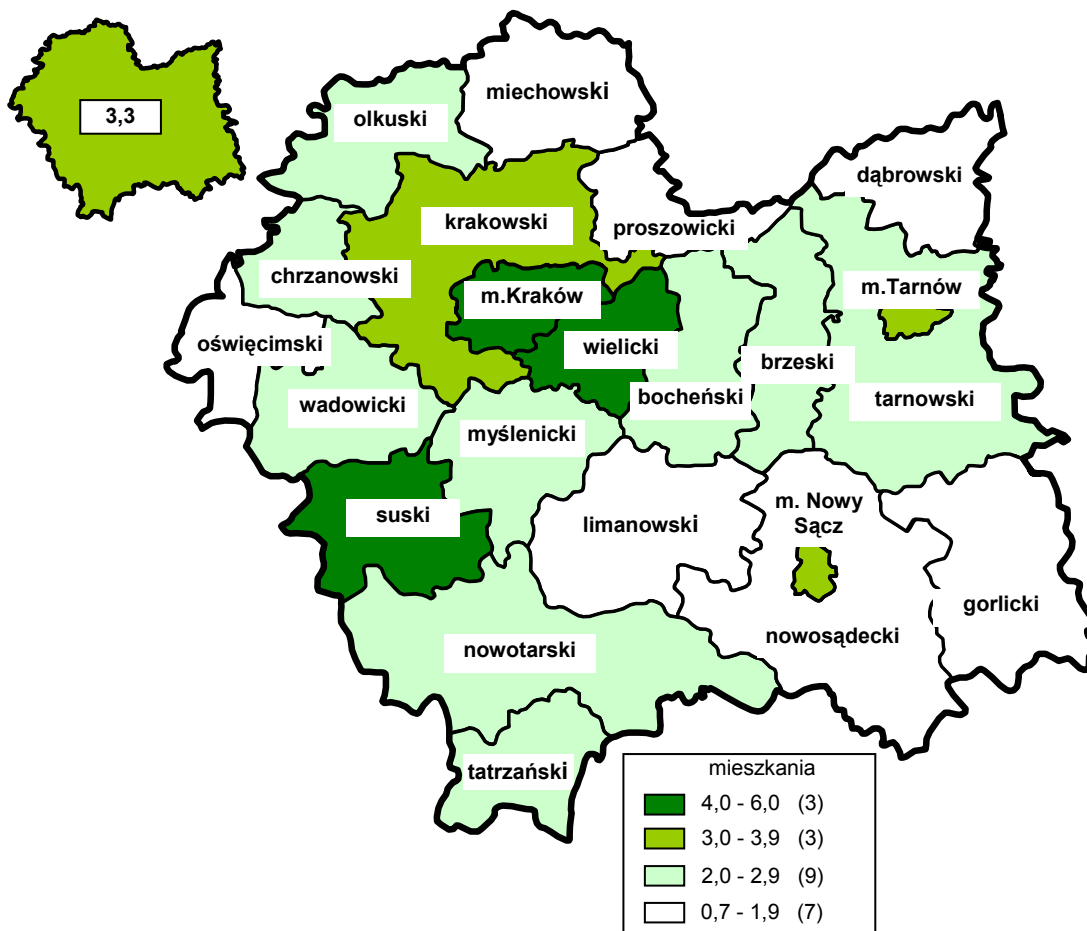 3,3
miechowski
olkuski
dąbrowski
krakowski
proszowicki
chrzanowski
m.Kraków
m.Tarnów
oświęcimski
wielicki
brzeski
wadowicki
bocheński
tarnowski
myślenicki
m. Nowy
Sącz
suski
limanowski
gorlicki
nowosądecki
nowotarski
tatrzański
mieszkania
4,0 - 6,0 (3)
3,0 - 3,9 (3)
2,0 - 2,9 (9)
0,7 - 1,9 (7)